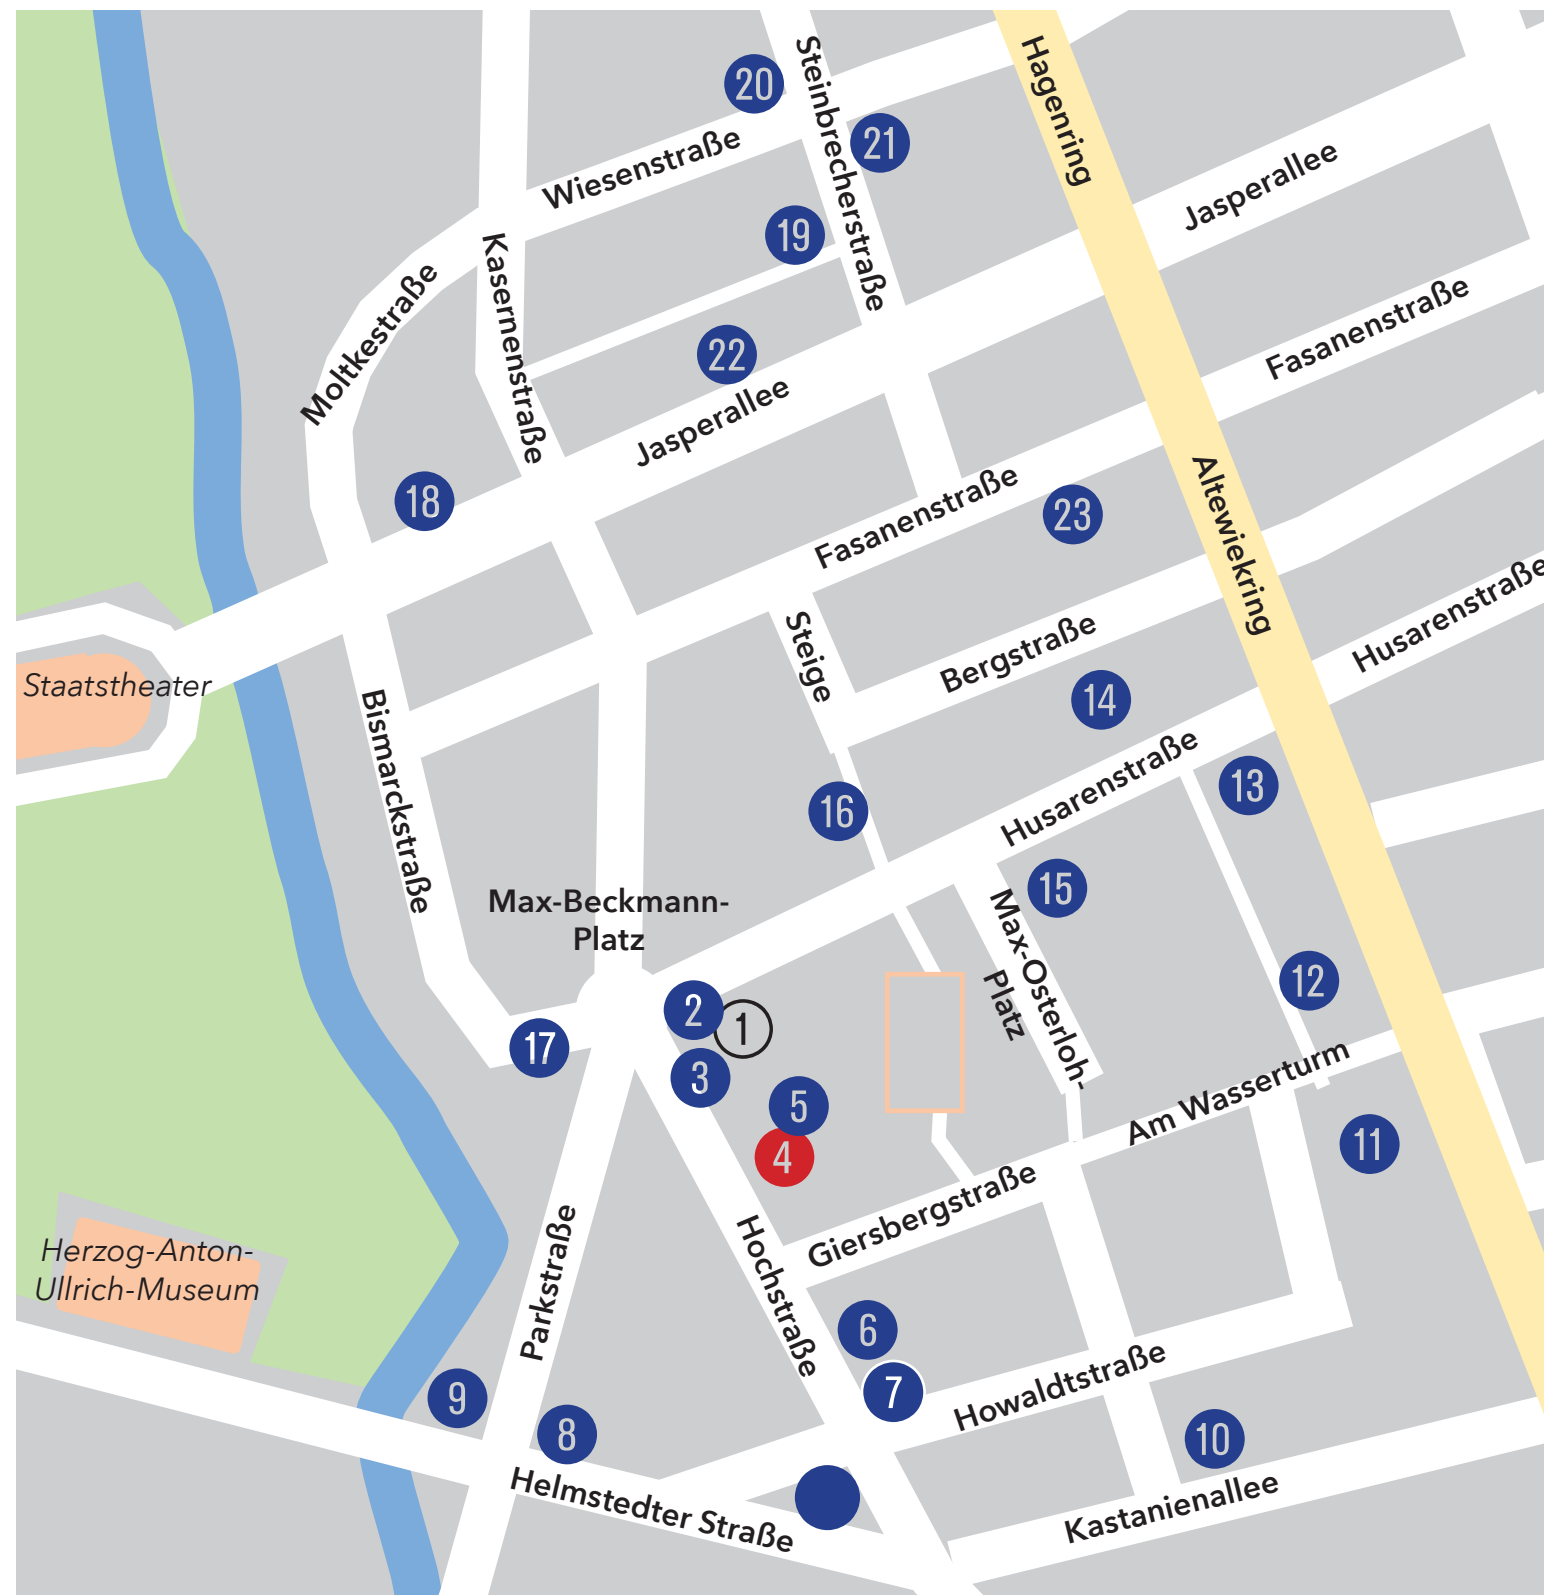 Hagenring
Steinbrecherstraße
20
21
Wiesenstraße
Jasperallee
19
Kasernenstraße
Moltkestraße
Fasanenstraße
22
Jasperallee
18
Fasanenstraße
23
Altewiekring
Husarenstraße
Steige
Bergstraße
Staatstheater
14
Bismarckstraße
Husarenstraße
13
16
15
Max-Beckmann-
Platz
Max-Osterloh-
Platz
12
2
1
17
3
5
Am Wasserturm
11
4
Giersbergstraße
Herzog-Anton-
Ullrich-Museum
Parkstraße
Hochstraße
6
7
Howaldtstraße
9
8
10
Helmstedter Straße
Kastanienallee